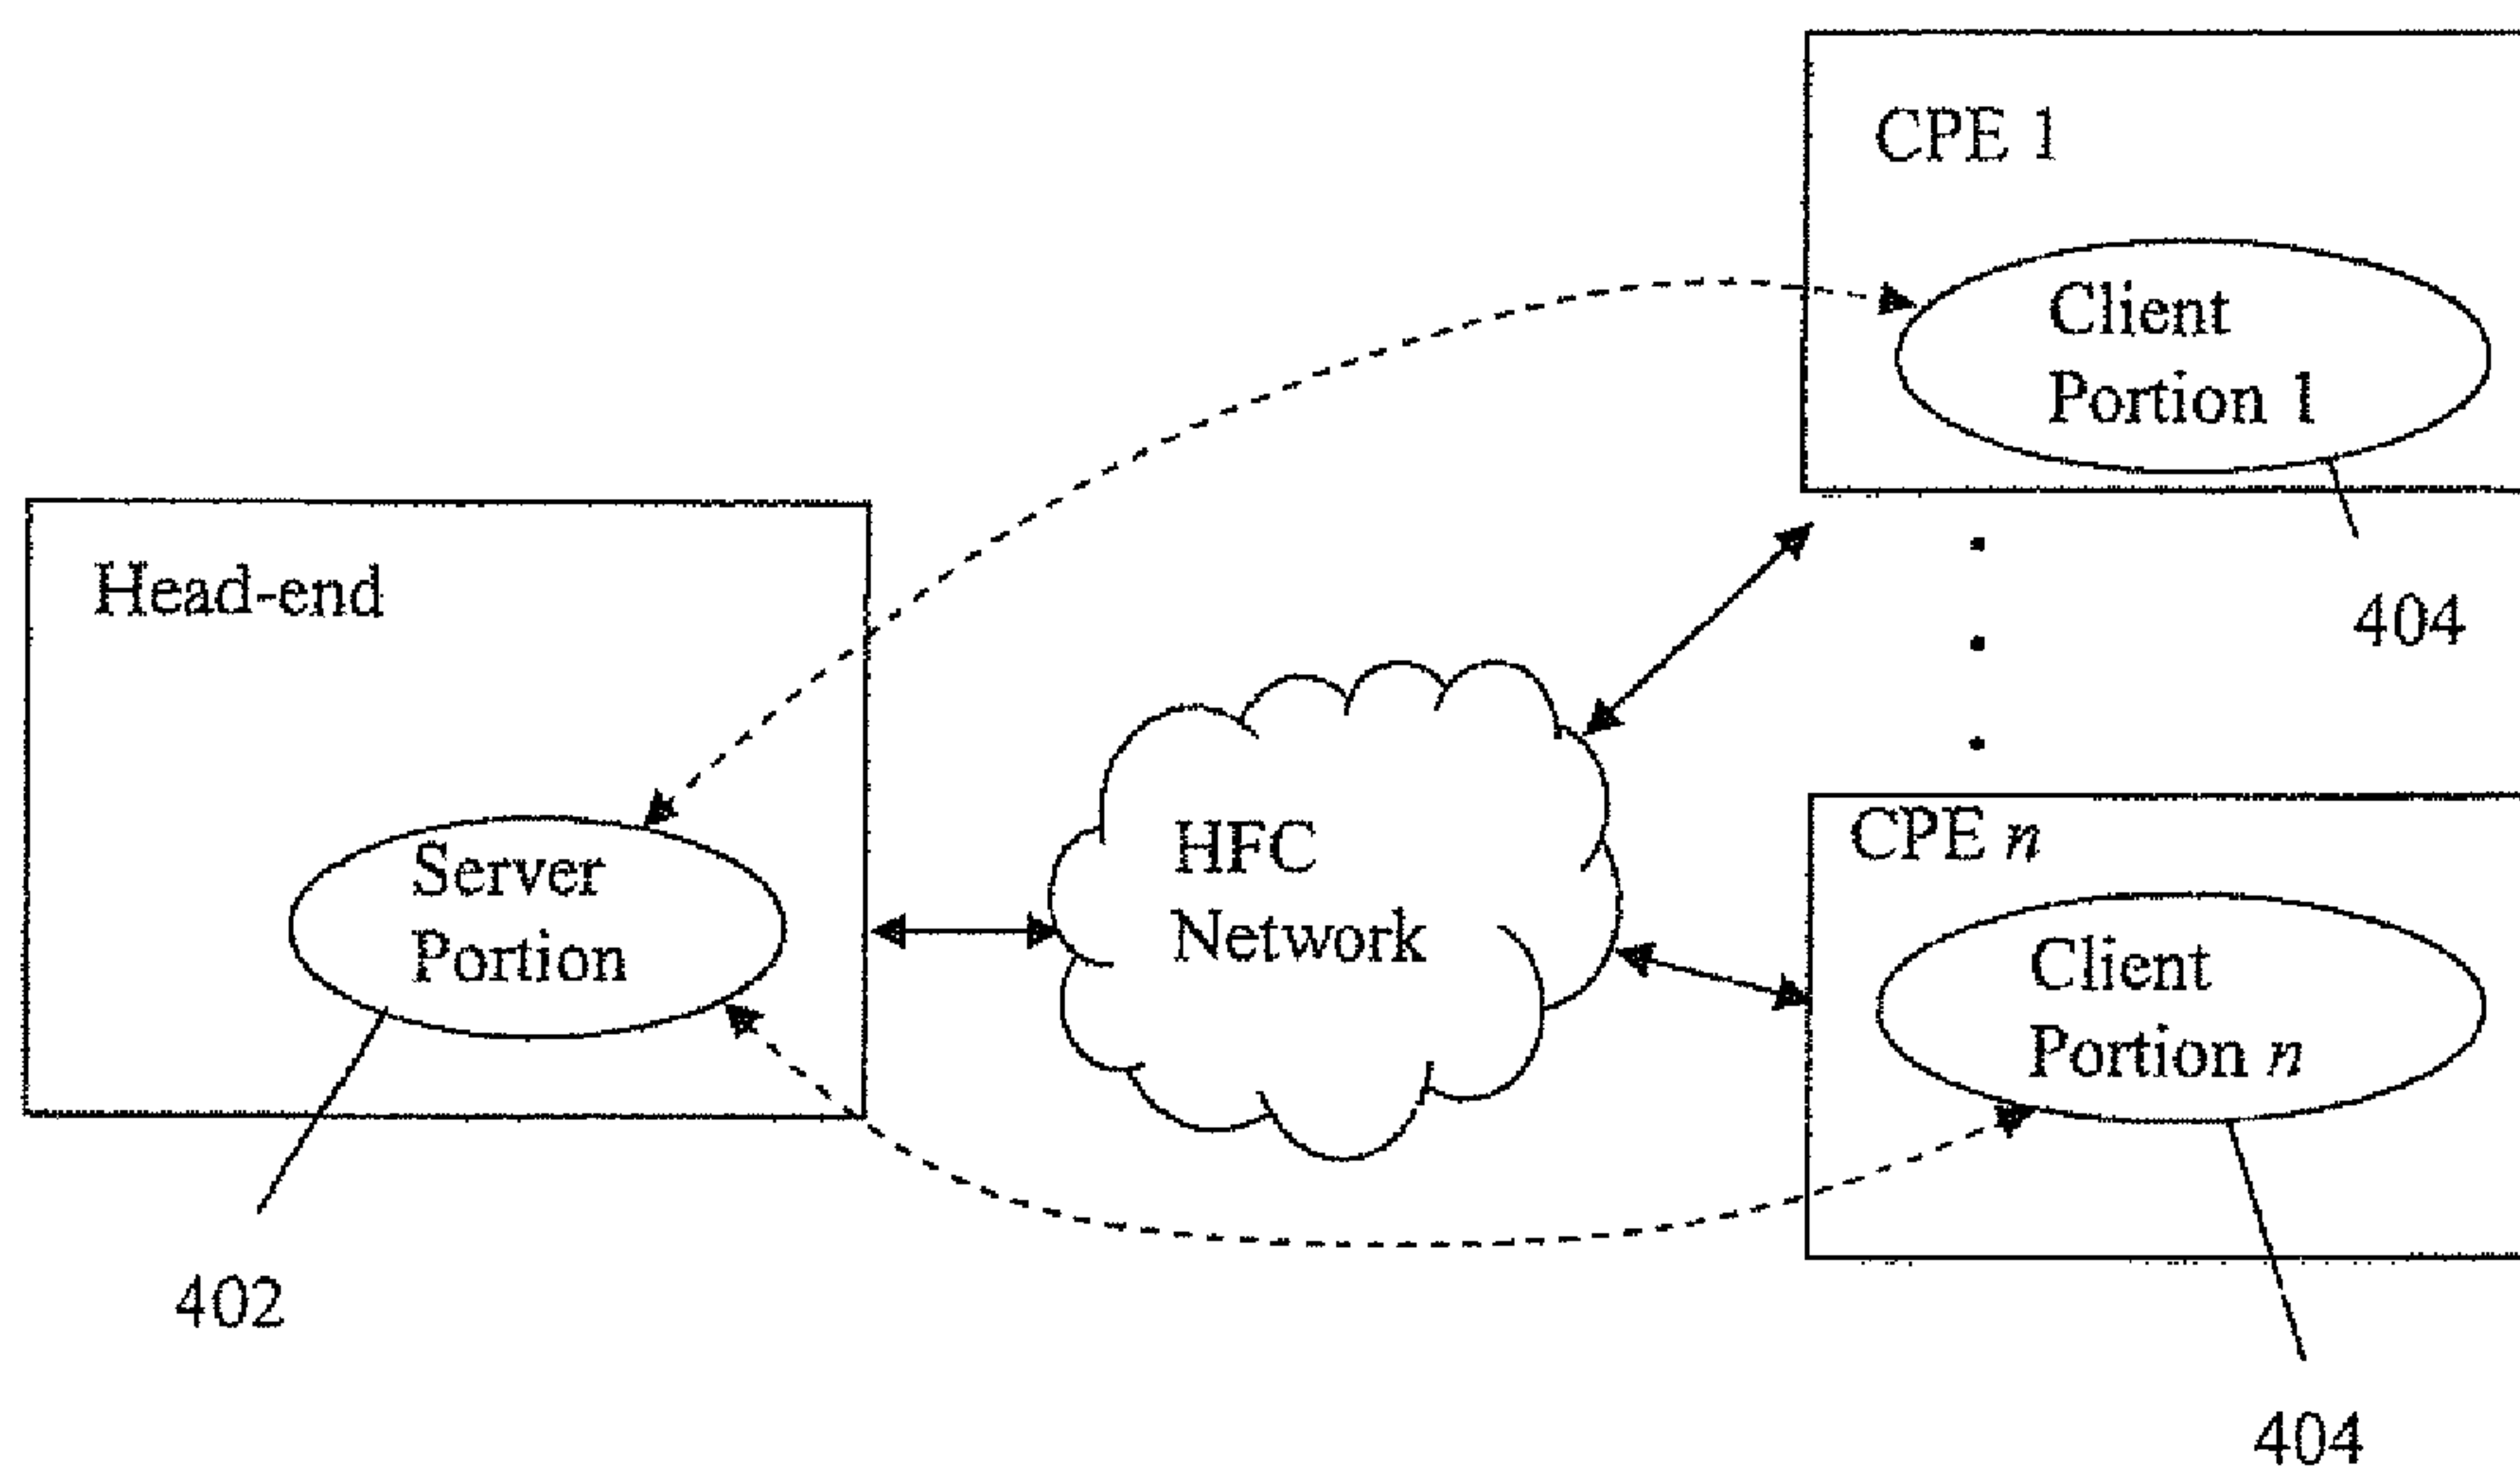 CPE 1
Client
Portion 1
404
Head-end
Server
Portion
402
HFC
Network
CPE n
Client
Portion n
404